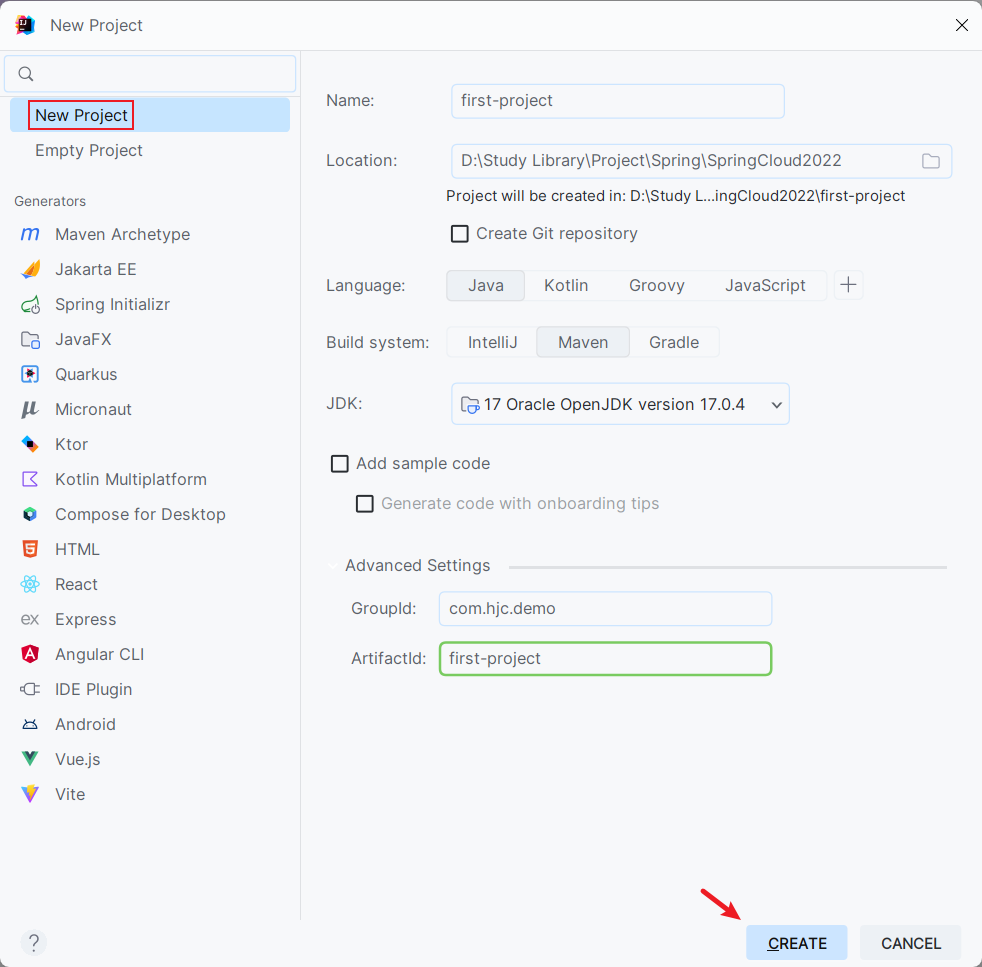 New Project
New Project
Empty Project
Generators
Maven Archetype
Jakarta EE
Spring Initializr
JavaFX
Quarkus
Micronaut
Ktor
Kotlin Multiplatform
Compose for Desktop
HTML
React
ex Express
Angular CLI
IDE Plugin
Android
Vue.js
Vite
?
Name: first-project
Location: D:\Study Library\Project\Spring\SpringCloud2022
Project will be created in: D:\Study L...ingCloud2022\first-project
Create Git repository
Language: Java Kotlin Groovy JavaScript +
Build system: IntelliJ Maven Gradle
JDK: 17 Oracle OpenJDK version 17.0.4
Add sample code
Generate code with onboarding tips
Advanced Settings
GroupId: com.hjc.demo
ArtifactId: first-project
CREATE CANCEL